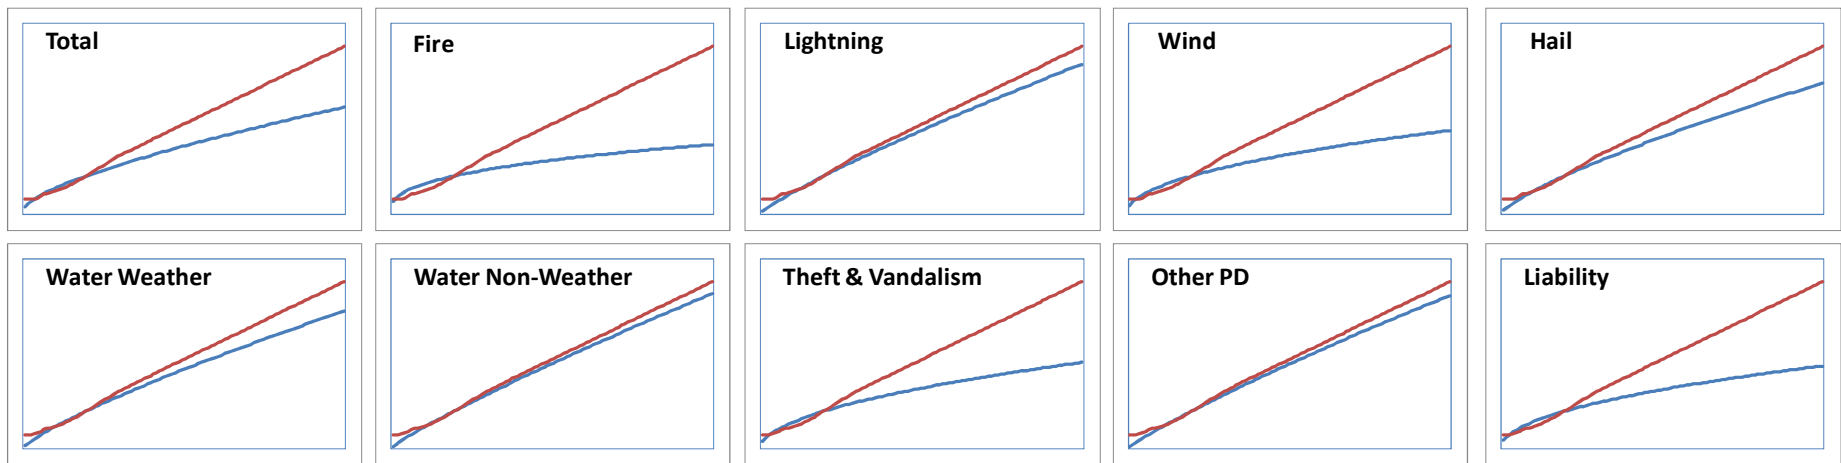 Total
Fire
Lightning
Wind
Hail
Water Weather
Water Non-Weather
Theft & Vandalism
Other PD
Liability